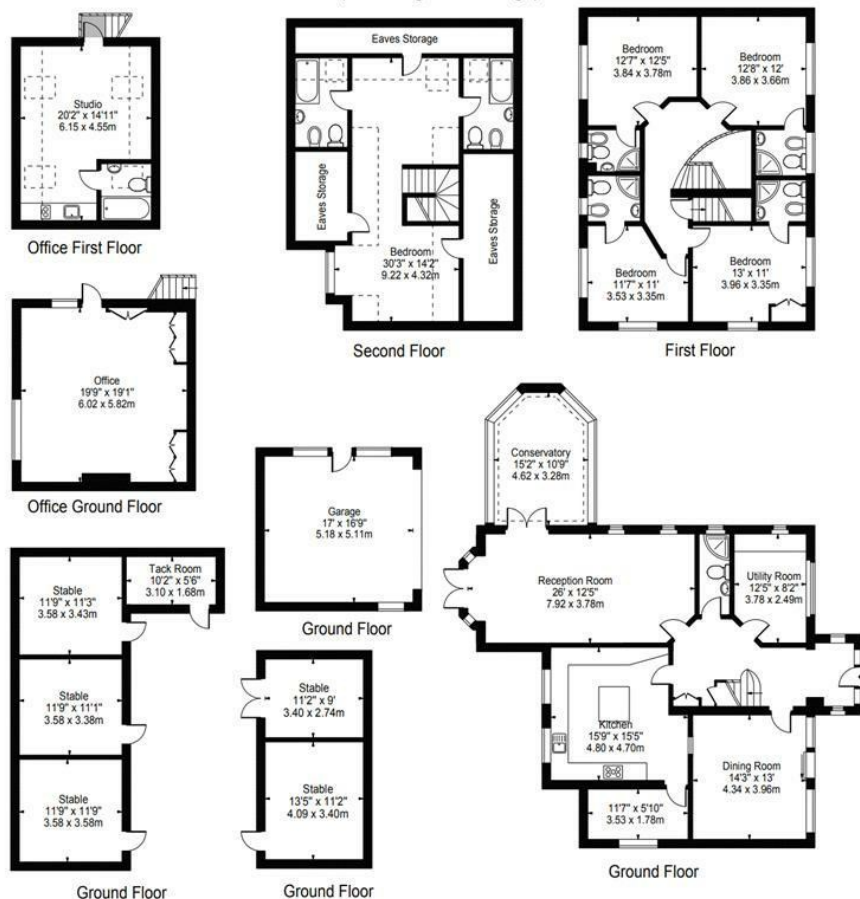 Eaves Storage
Studio
20'2" x 14'11"
6.15 x 4.55m
Office First Floor
Eaves Storage
Eaves Storage
Bedroom
30'3" x 14'2"
9.22 x 4.32m
Second Floor
Bedroom
12'7" x 12'5"
3.84 x 3.78m
Bedroom
12'8" x 12'
3.86 x 3.66m
Bedroom
11'7" x 11'
3.53 x 3.35m
Bedroom
13' x 11'
3.96 x 3.35m
First Floor
Office
19'9" x 19'1"
6.02 x 5.82m
Office Ground Floor
Garage
17' x 16'9"
5.18 x 5.11m
Ground Floor
Conservatory
15'2" x 10'9"
4.62 x 3.28m
Reception Room
26' x 12'5"
7.92 x 3.78m
Utility Room
12'5" x 8'2"
3.78 x 2.49m
Kitchen
15'9" x 15'5"
4.80 x 4.70m
Dining Room
14'3" x 13'
4.34 x 3.96m
11'7" x 5'10"
3.53 x 1.78m
Ground Floor
Stable
11'9" x 11'3"
3.58 x 3.43m
Tack Room
10'2" x 5'6"
3.10 x 1.68m
Stable
11'9" x 11'1"
3.58 x 3.38m
Stable
11'9" x 11'9"
3.58 x 3.58m
Ground Floor
Stable
11'2" x 9'
3.40 x 2.74m
Stable
13'5" x 11'2"
4.09 x 3.40m
Ground Floor